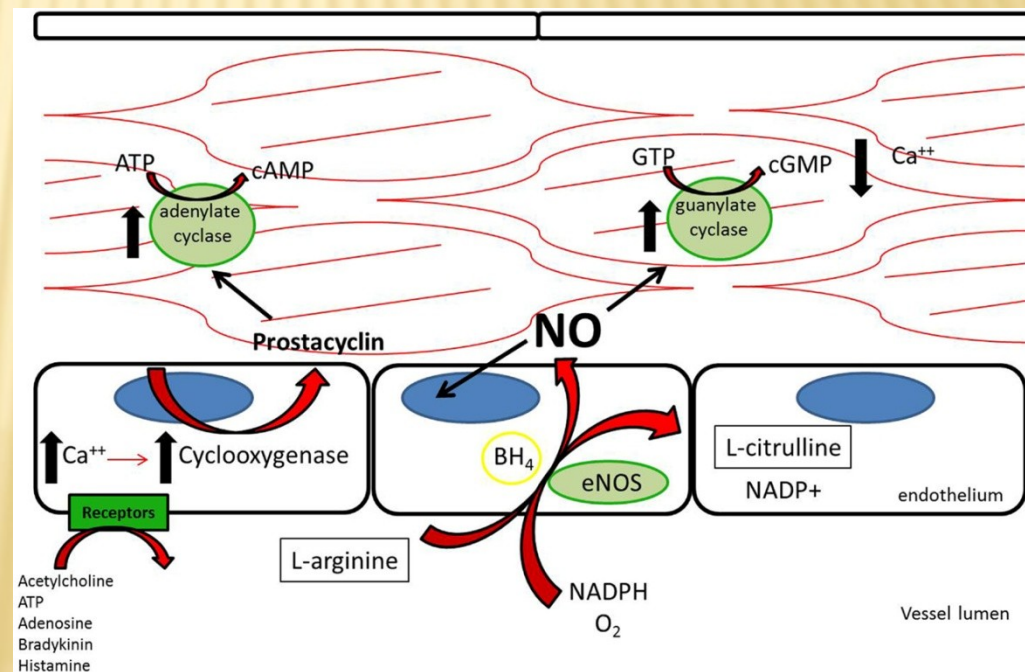 ATP
cAMP
adenylate
cyclase
GTP
cGMP
Ca⁺⁺
guanylate
cyclase
Prostacyclin
NO
Ca⁺⁺
Cyclooxygenase
Receptors
BH₄
eNOS
L-citrulline
NADP+
endothelium
L-arginine
NADPH
O₂
Acetylcholine
ATP
Adenosine
Bradykinin
Histamine
Vessel lumen